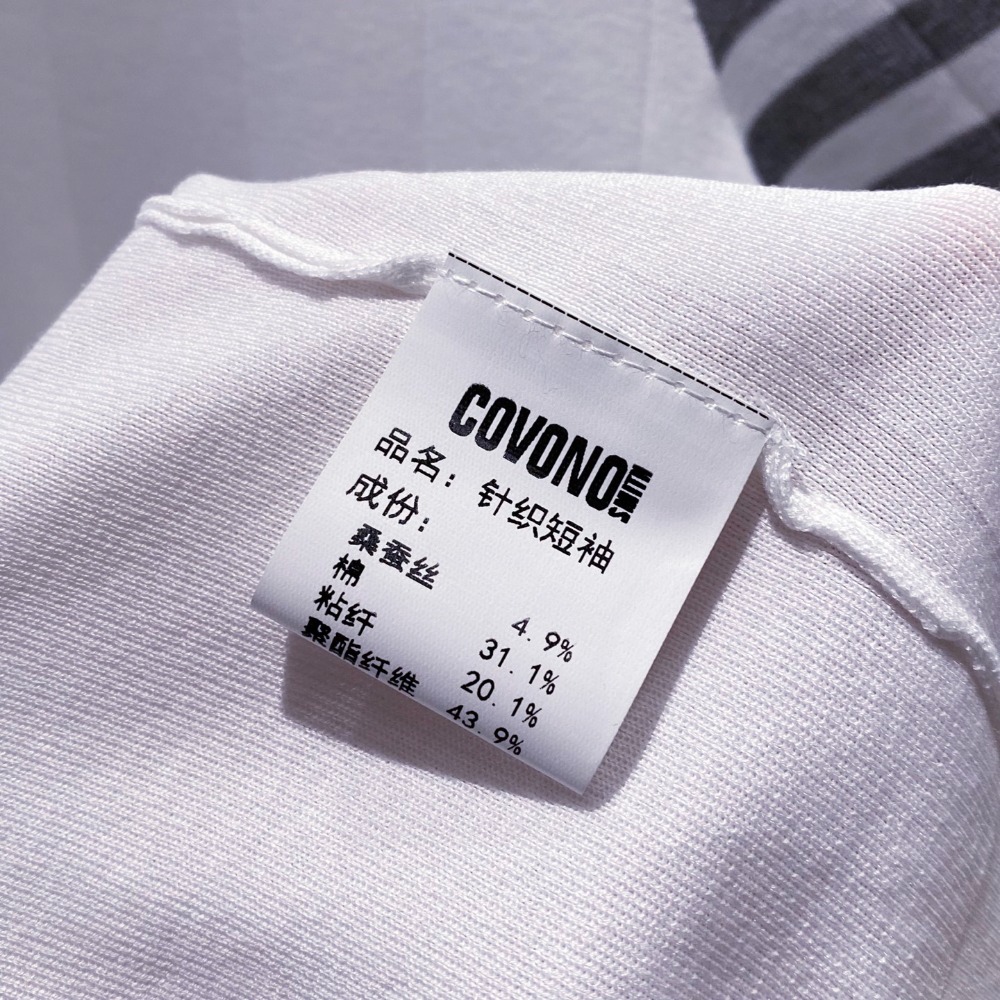 COVONO
品名：针织短袖
成份：
桑蚕丝 4.9%
棉 31.1%
粘纤 20.1%
聚酯纤维 43.9%